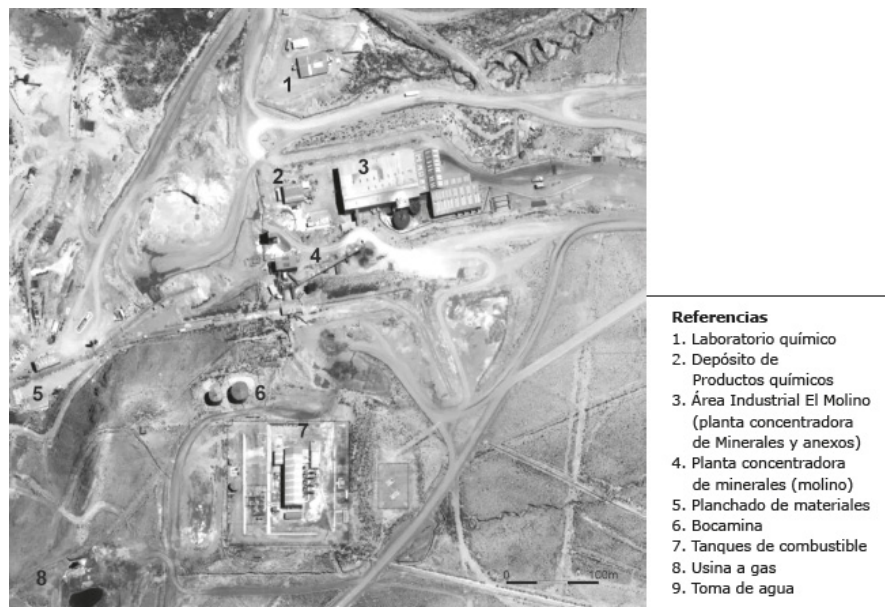 1
2
3
4
5
6
7
8
0 100m
Referencias
1. Laboratorio químico
2. Depósito de
Productos químicos
3. Área Industrial El Molino
(planta concentradora
de Minerales y anexos)
4. Planta concentradora
de minerales (molino)
5. Planchado de materiales
6. Bocamina
7. Tanques de combustible
8. Usina a gas
9. Toma de agua